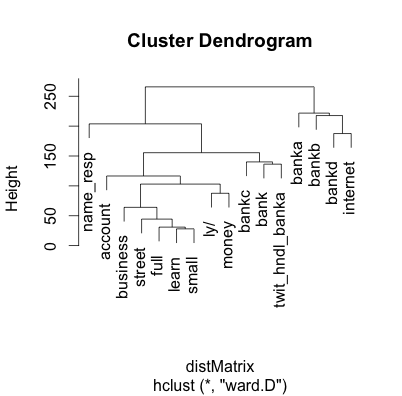 Cluster Dendrogram
Height
0
50
150
250
name_resp
account
business
street
full
learn
small
ly/
money
bankc
bank
twit_hndl_banka
banka
bankb
bankd
internet
distMatrix
hclust (*, "ward.D")